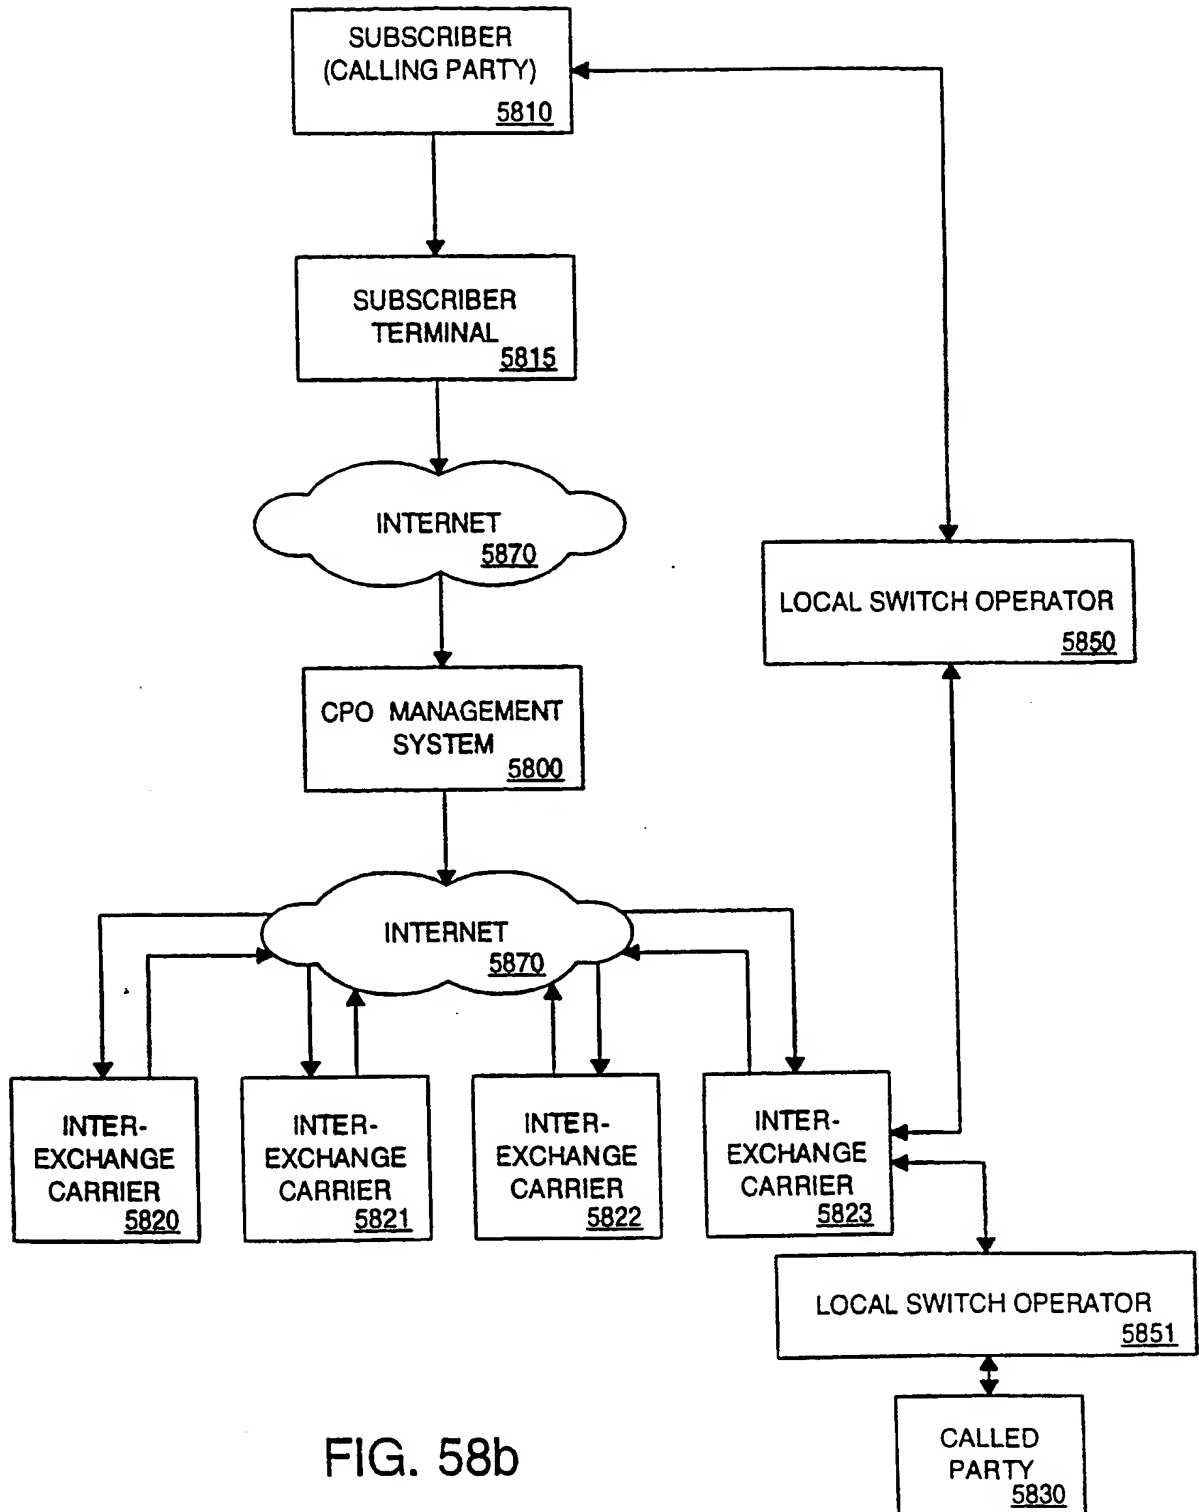 SUBSCRIBER
(CALLING PARTY)
5810
SUBSCRIBER
TERMINAL
5815
INTERNET
5870
LOCAL SWITCH OPERATOR
5850
CPO MANAGEMENT
SYSTEM
5800
INTERNET
5870
INTER-
EXCHANGE
CARRIER
5820
INTER-
EXCHANGE
CARRIER
5821
INTER-
EXCHANGE
CARRIER
5822
INTER-
EXCHANGE
CARRIER
5823
LOCAL SWITCH OPERATOR
5851
CALLED
PARTY
5830
FIG. 58b